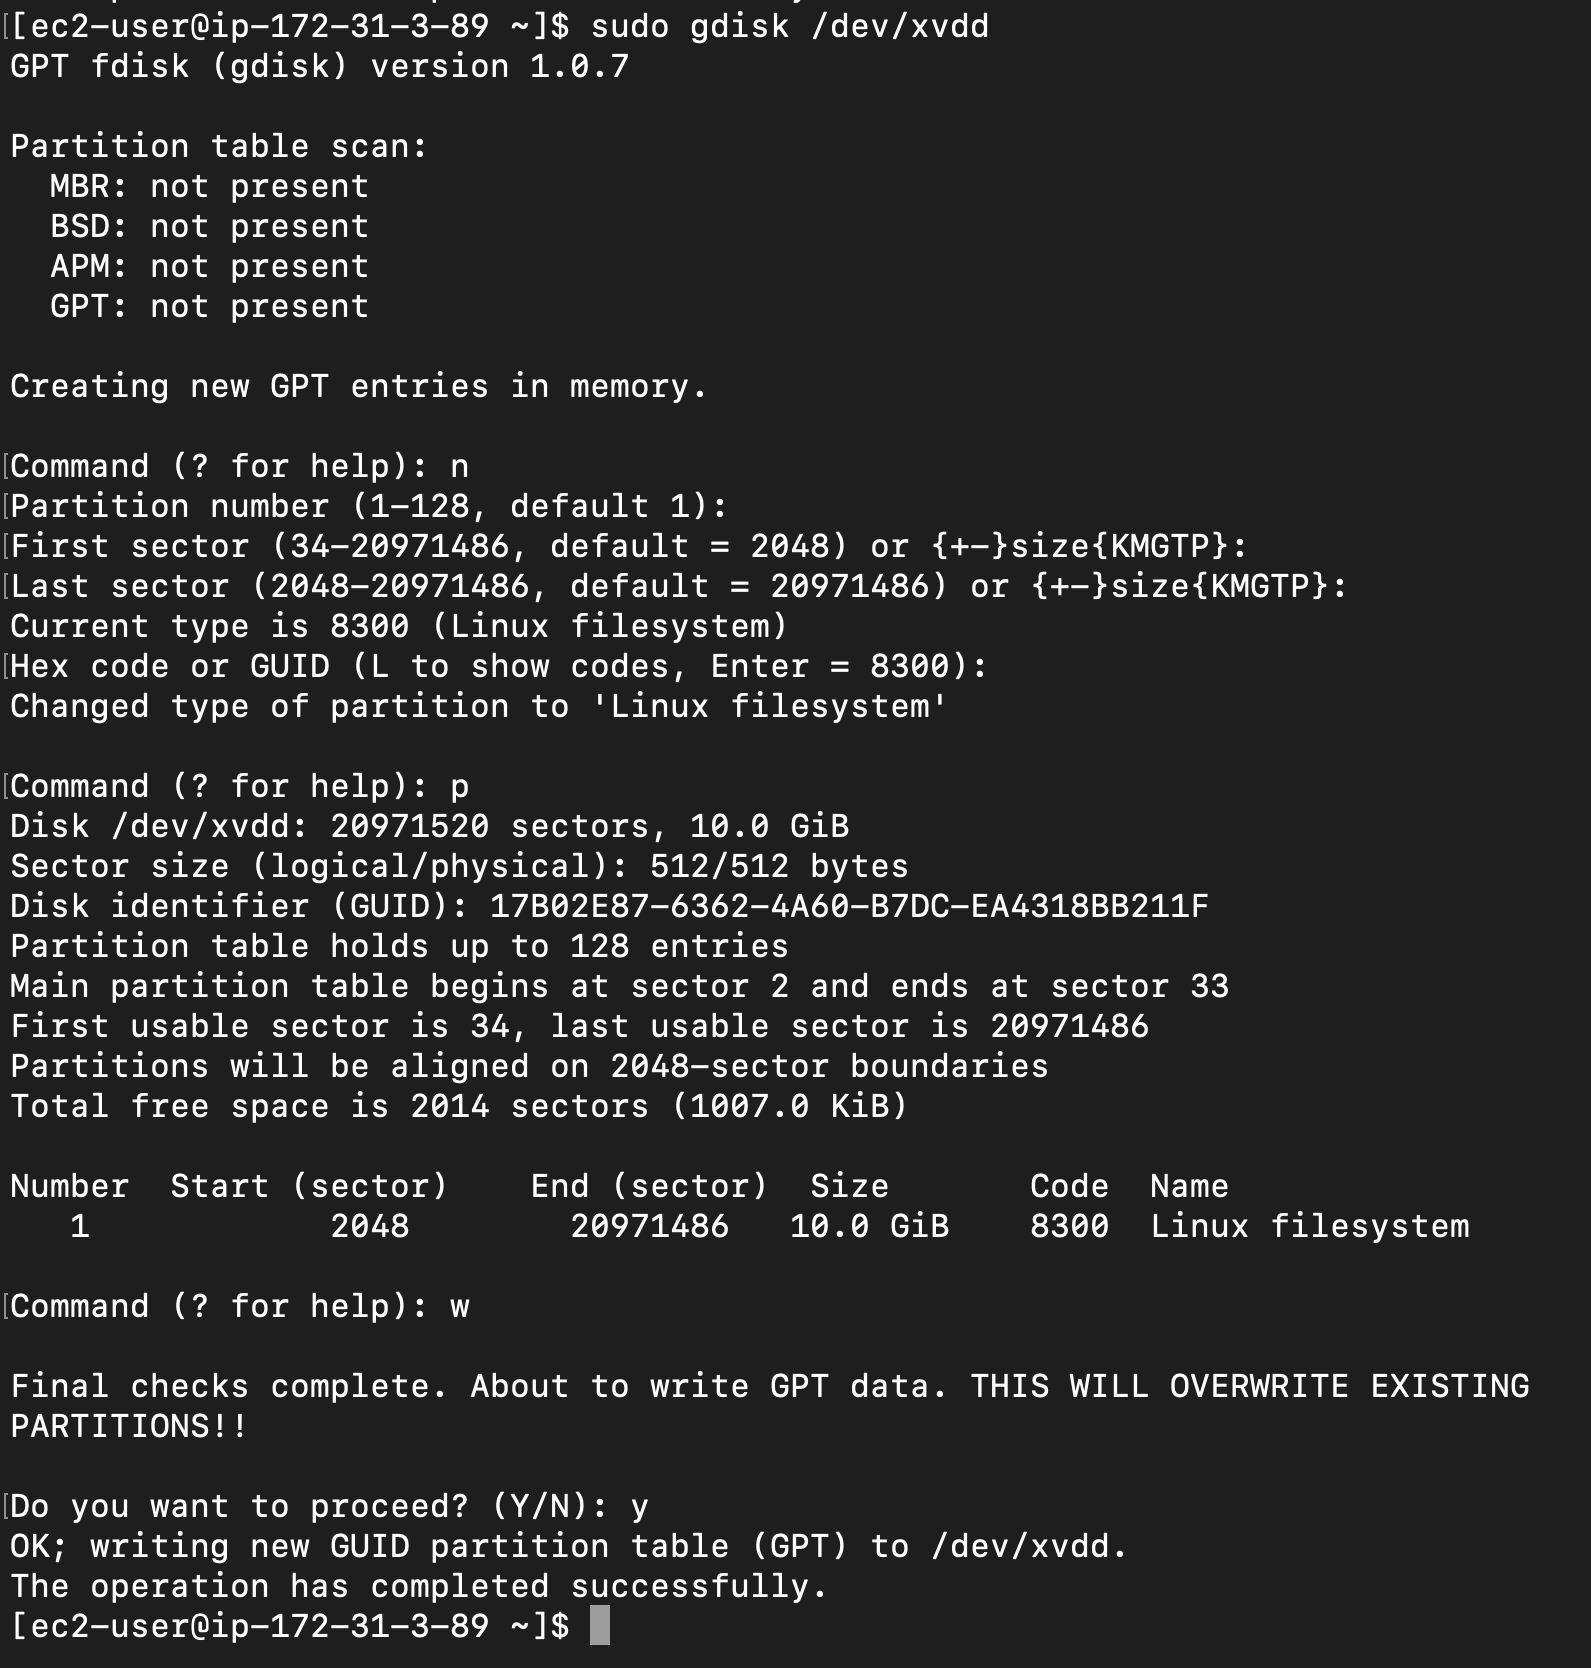 [[ec2-user@ip-172-31-3-89 ~]$ sudo gdisk /dev/xvdd
GPT fdisk (gdisk) version 1.0.7

Partition table scan:
  MBR: not present
  BSD: not present
  APM: not present
  GPT: not present

Creating new GPT entries in memory.

[Command (? for help): n
[Partition number (1-128, default 1):
[First sector (34-20971486, default = 2048) or {+-}size{KMGTP}:
[Last sector (2048-20971486, default = 20971486) or {+-}size{KMGTP}:
Current type is 8300 (Linux filesystem)
[Hex code or GUID (L to show codes, Enter = 8300):
Changed type of partition to 'Linux filesystem'

[Command (? for help): p
Disk /dev/xvdd: 20971520 sectors, 10.0 GiB
Sector size (logical/physical): 512/512 bytes
Disk identifier (GUID): 17B02E87-6362-4A60-B7DC-EA4318BB211F
Partition table holds up to 128 entries
Main partition table begins at sector 2 and ends at sector 33
First usable sector is 34, last usable sector is 20971486
Partitions will be aligned on 2048-sector boundaries
Total free space is 2014 sectors (1007.0 KiB)

Number  Start (sector)    End (sector)  Size       Code  Name
   1            2048        20971486   10.0 GiB    8300  Linux filesystem

[Command (? for help): w

Final checks complete. About to write GPT data. THIS WILL OVERWRITE EXISTING
PARTITIONS!!

[Do you want to proceed? (Y/N): y
OK; writing new GUID partition table (GPT) to /dev/xvdd.
The operation has completed successfully.
[ec2-user@ip-172-31-3-89 ~]$